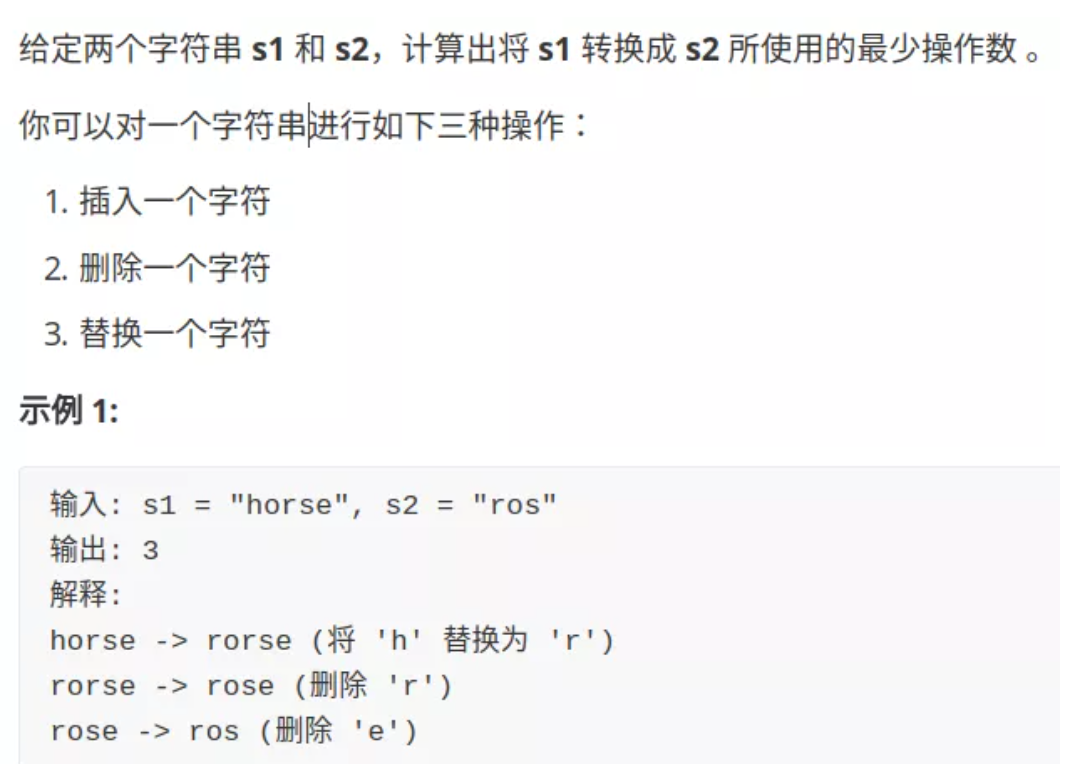 给定两个字符串 s1 和 s2，计算出将 s1 转换成 s2 所使用的最少操作数 。
你可以对一个字符串进行如下三种操作：
1. 插入一个字符
2. 删除一个字符
3. 替换一个字符
示例 1:
输入: s1 = "horse", s2 = "ros"
输出: 3
解释:
horse -> rorse (将 'h' 替换为 'r')
rorse -> rose (删除 'r')
rose -> ros (删除 'e')